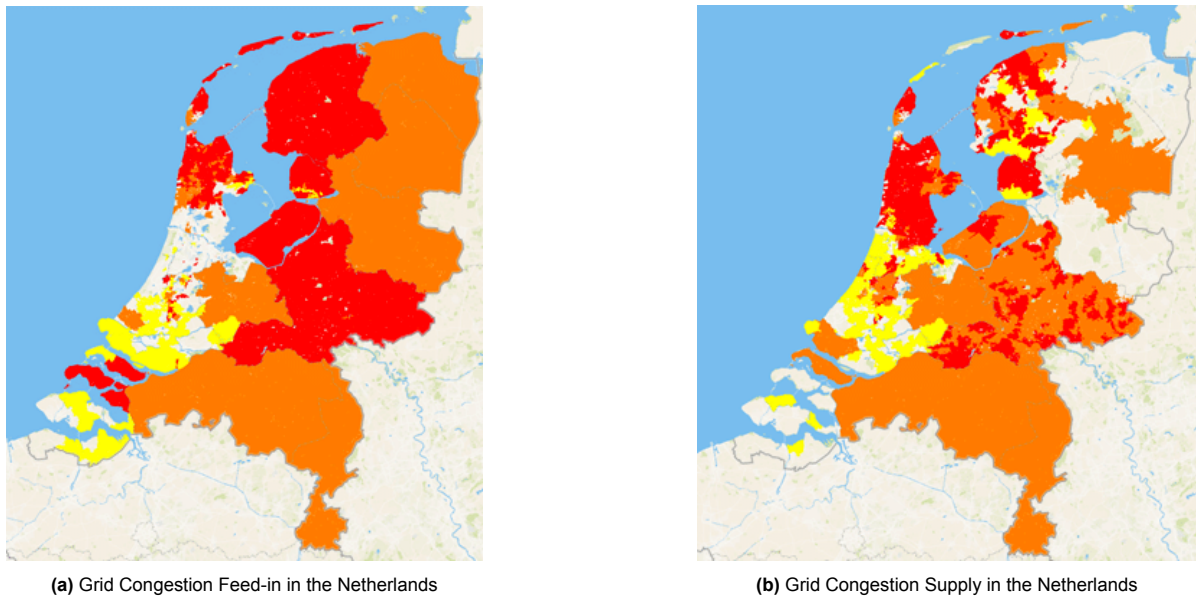 (a) Grid Congestion Feed-in in the Netherlands
(b) Grid Congestion Supply in the Netherlands